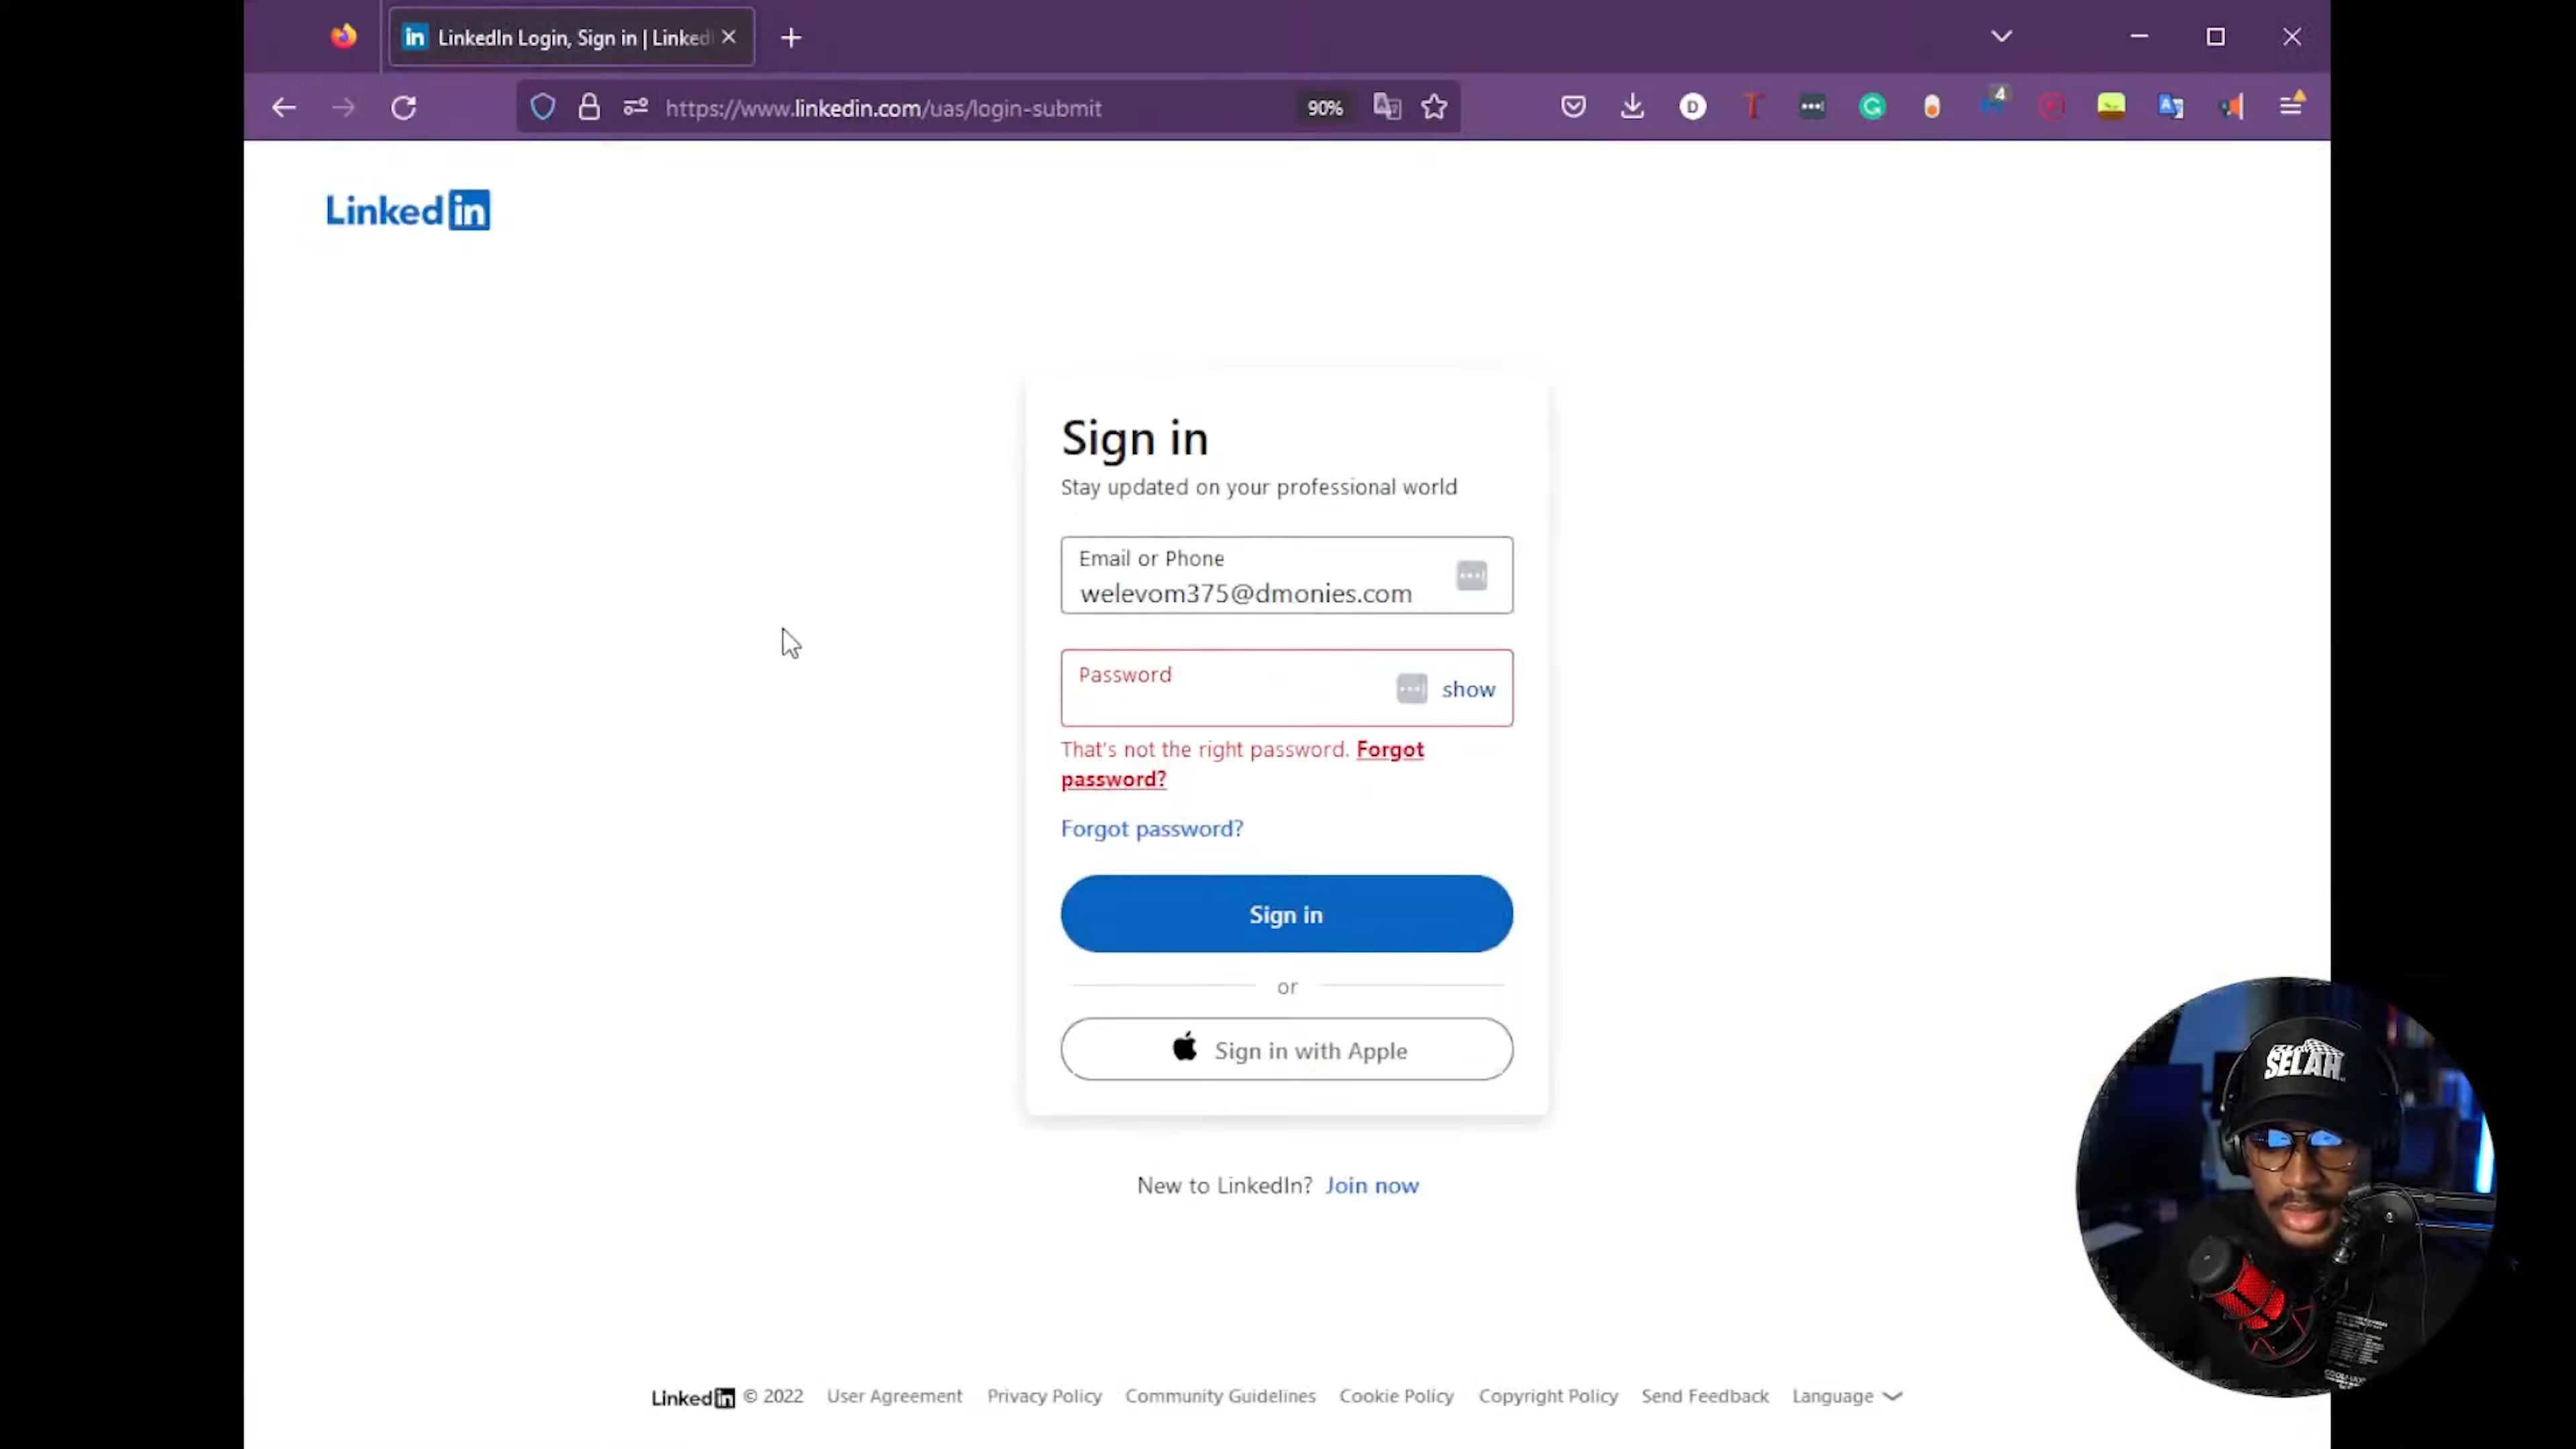 LinkedIn Login, Sign in | Linked
https://www.linkedin.com/uas/login-submit
90%
D
T
4
Linked in
Sign in
Stay updated on your professional world
Email or Phone
welevom375@dmonies.com
Password
show
That's not the right password. Forgot
password?
Forgot password?
Sign in
or
Sign in with Apple
New to LinkedIn? Join now
SELAH
Linked in © 2022 User Agreement Privacy Policy Community Guidelines Cookie Policy Copyright Policy Send Feedback Language